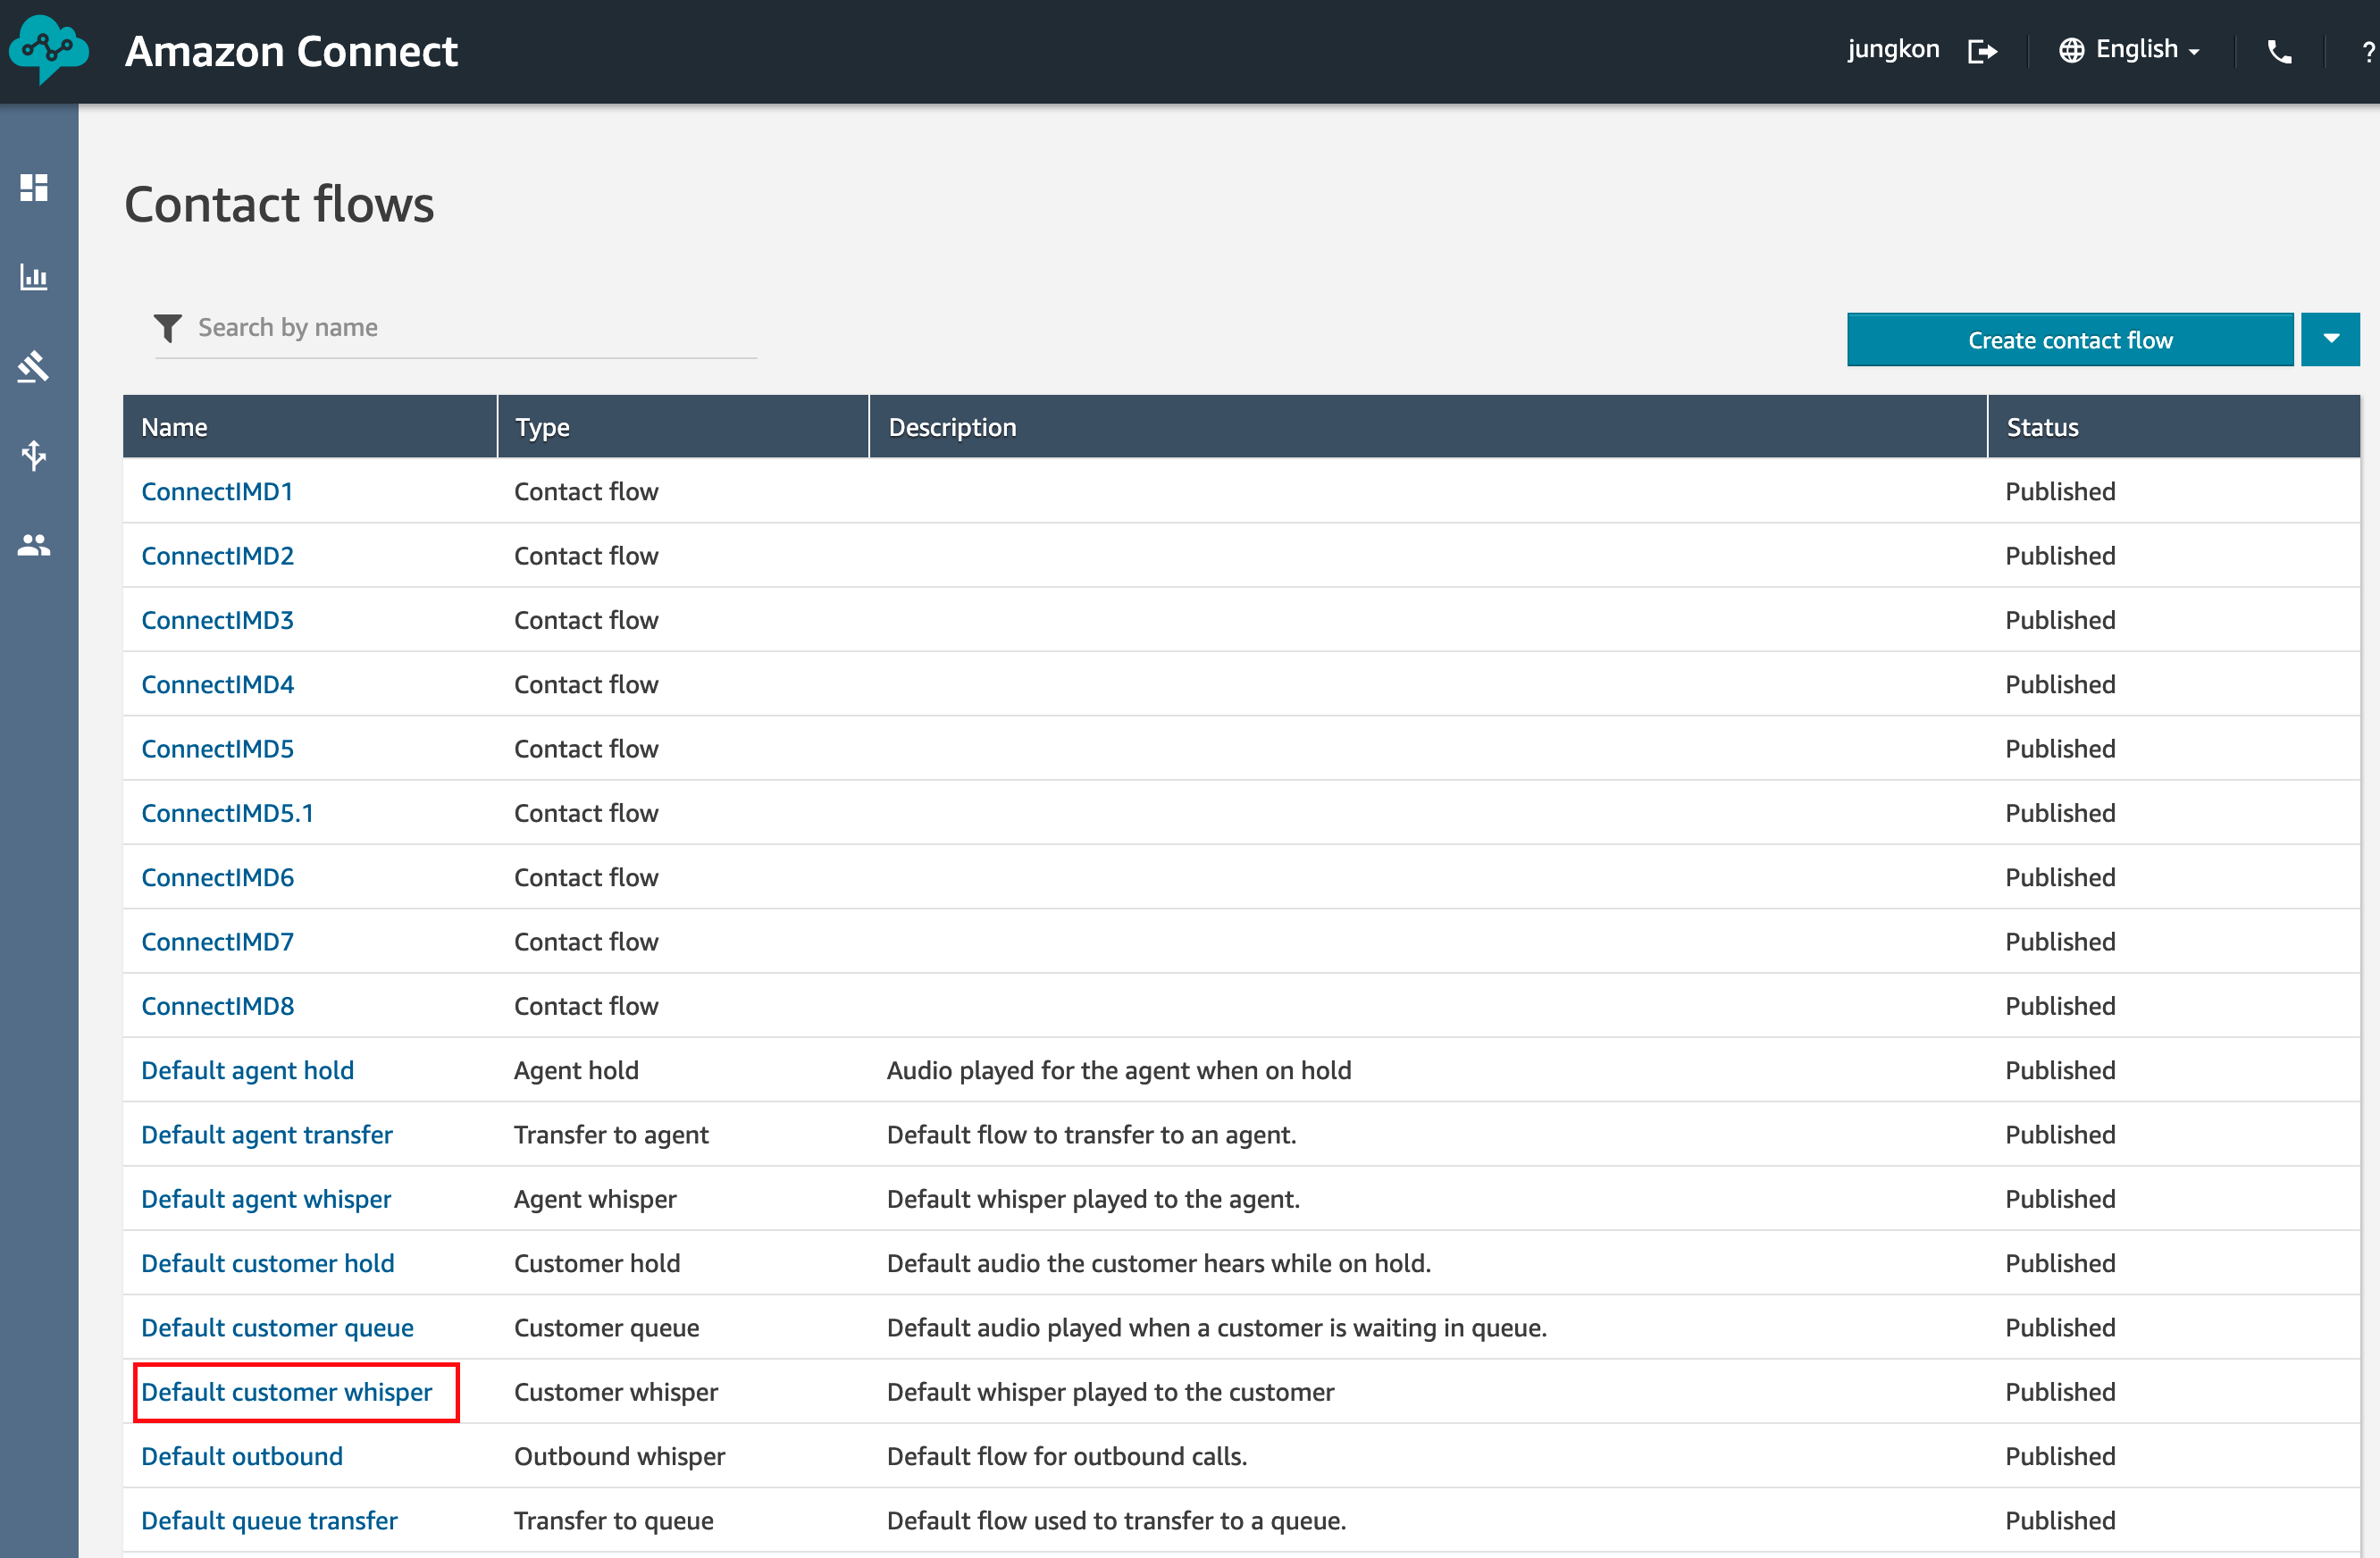 Amazon Connect
jungkon English ?
Contact flows
Search by name
Create contact flow
Name Type Description Status
ConnectIMD1 Contact flow Published
ConnectIMD2 Contact flow Published
ConnectIMD3 Contact flow Published
ConnectIMD4 Contact flow Published
ConnectIMD5 Contact flow Published
ConnectIMD5.1 Contact flow Published
ConnectIMD6 Contact flow Published
ConnectIMD7 Contact flow Published
ConnectIMD8 Contact flow Published
Default agent hold Agent hold Audio played for the agent when on hold Published
Default agent transfer Transfer to agent Default flow to transfer to an agent. Published
Default agent whisper Agent whisper Default whisper played to the agent. Published
Default customer hold Customer hold Default audio the customer hears while on hold. Published
Default customer queue Customer queue Default audio played when a customer is waiting in queue. Published
Default customer whisper Customer whisper Default whisper played to the customer Published
Default outbound Outbound whisper Default flow for outbound calls. Published
Default queue transfer Transfer to queue Default flow used to transfer to a queue. Published